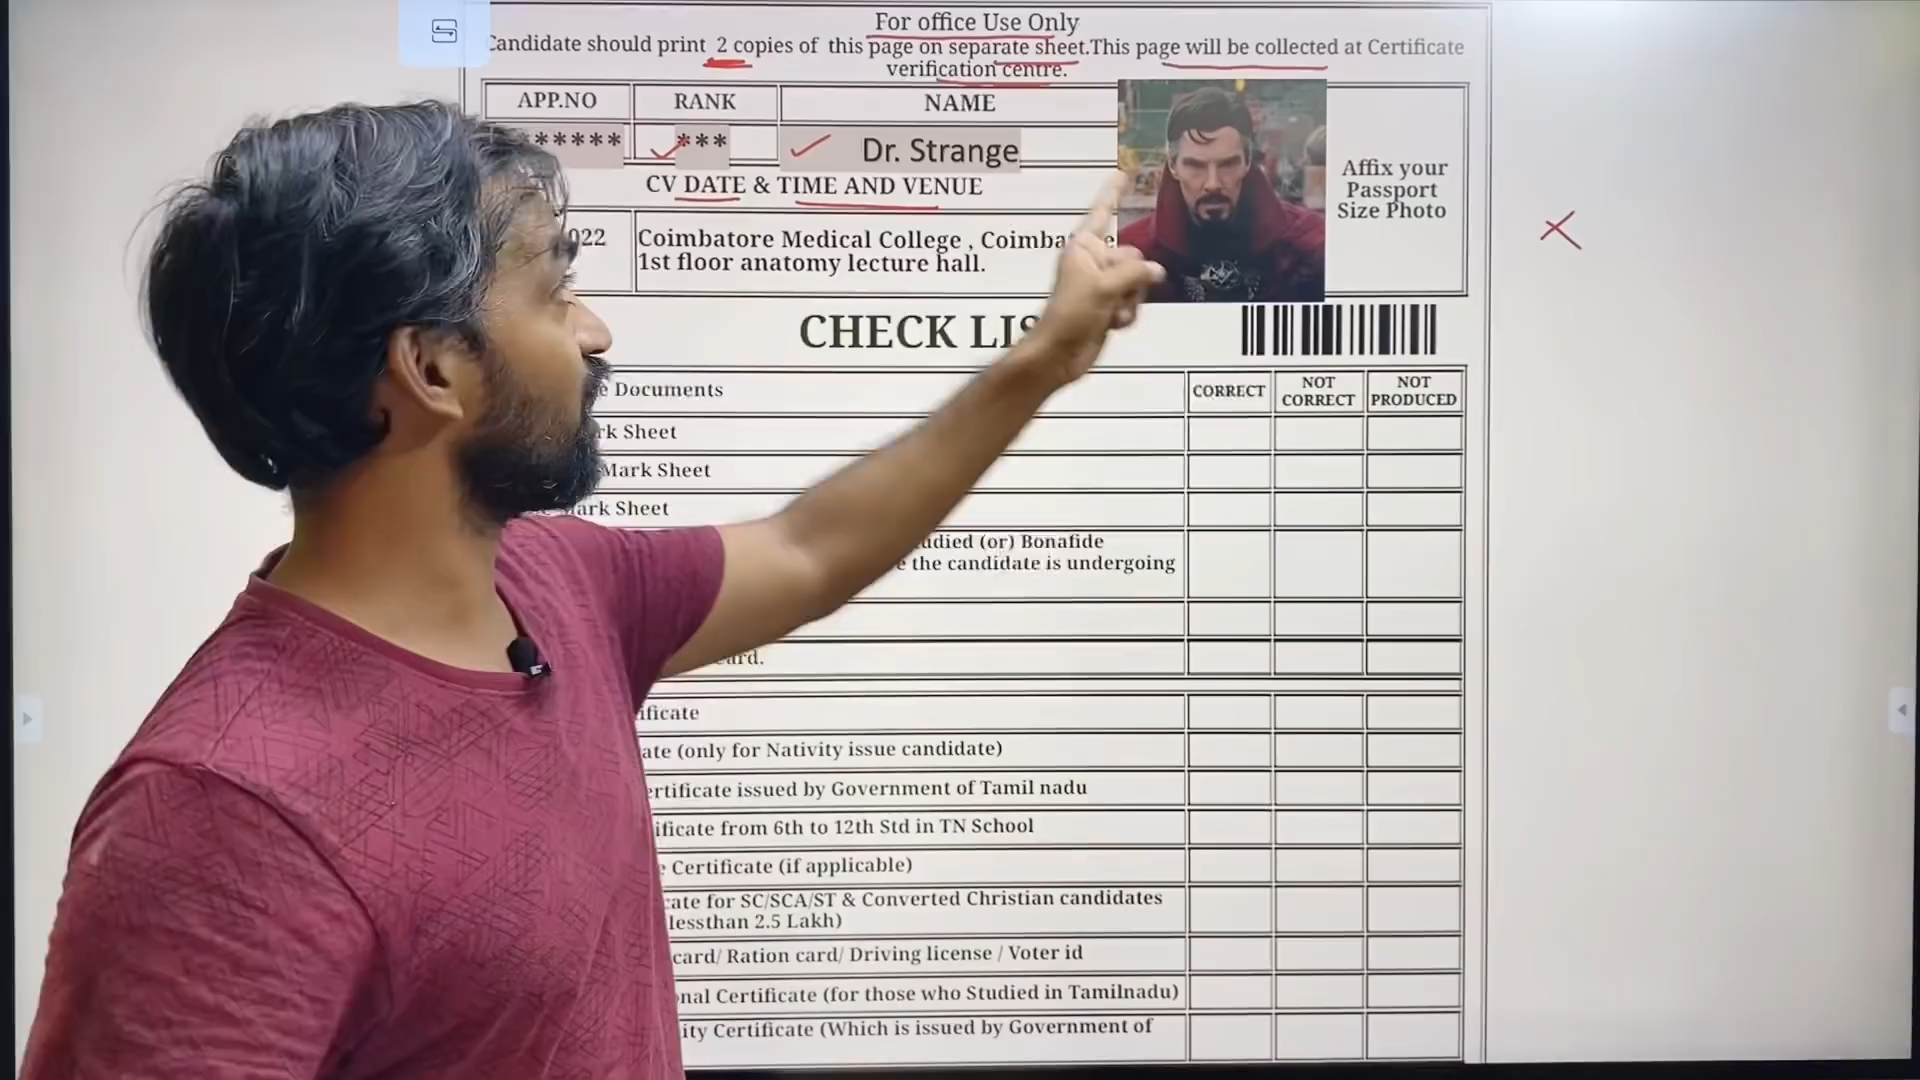 For office Use Only
Candidate should print 2 copies of this page on separate sheet.This page will be collected at Certificate
verification centre.
APP.NO RANK NAME
****** *** Dr. Strange
CV DATE & TIME AND VENUE
Affix your
Passport
Size Photo
022 Coimbatore Medical College , Coimba e
1st floor anatomy lecture hall.
CHECK LIS
Documents CORRECT NOT CORRECT NOT PRODUCED
rk Sheet
Mark Sheet
Mark Sheet
udied (or) Bonafide
e the candidate is undergoing
card.
ificate
ate (only for Nativity issue candidate)
ertificate issued by Government of Tamil nadu
ificate from 6th to 12th Std in TN School
Certificate (if applicable)
cate for SC/SCA/ST & Converted Christian candidates
lessthan 2.5 Lakh)
card/ Ration card/ Driving license / Voter id
nal Certificate (for those who Studied in Tamilnadu)
ity Certificate (Which is issued by Government of